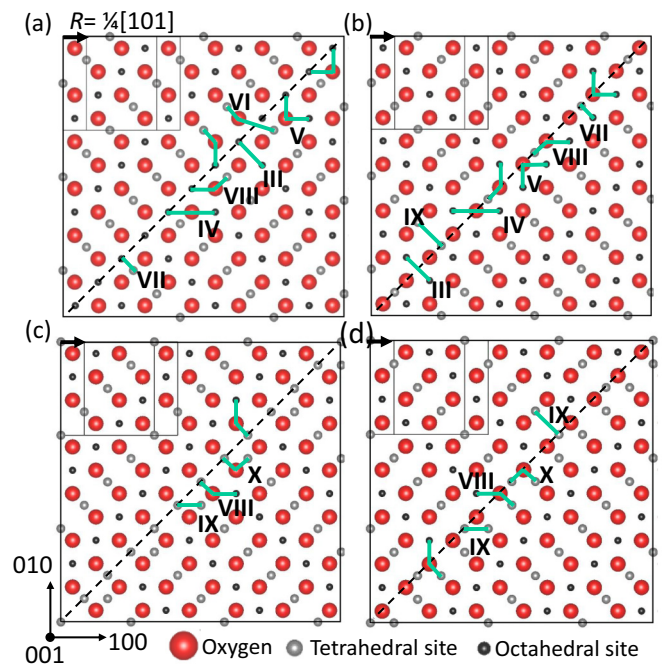 (a) R= ¼[101] (b)
VI
V
III
VIII
IV
VII
VII
VIII
V
IX
IV
III
(c) (d)
X
VIII
IX
IX
X
VIII
IX
010
001 100 Oxygen Tetrahedral site Octahedral site